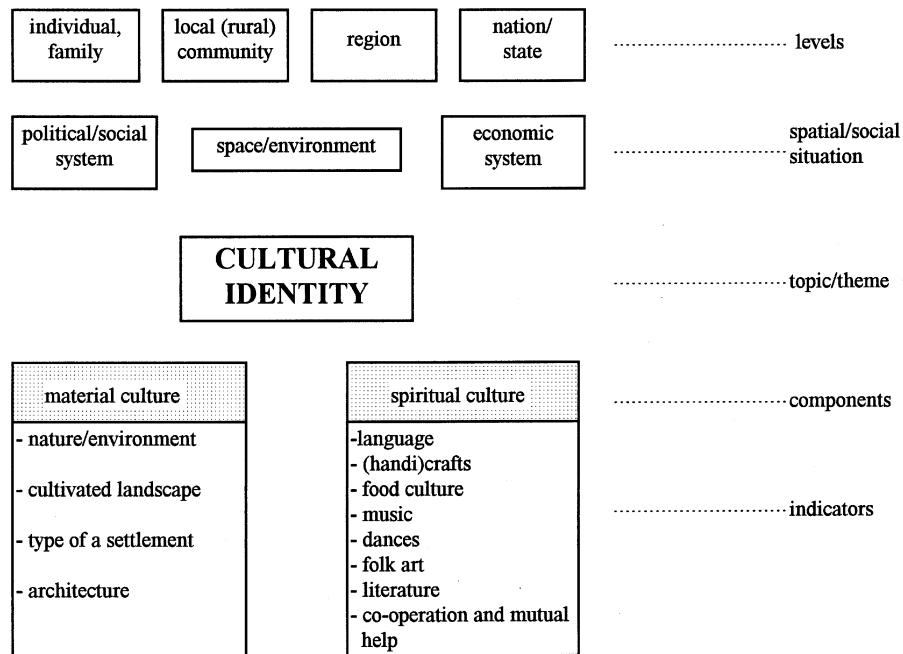 individual,
family
local (rural)
community
region
nation/
state
levels
political/social
system
space/environment
economic
system
spatial/social
situation
CULTURAL
IDENTITY
topic/theme
material culture
spiritual culture
components
- nature/environment
- cultivated landscape
- type of a settlement
- architecture
-language
- (handi)crafts
- food culture
- music
- dances
- folk art
- literature
- co-operation and mutual
help
indicators